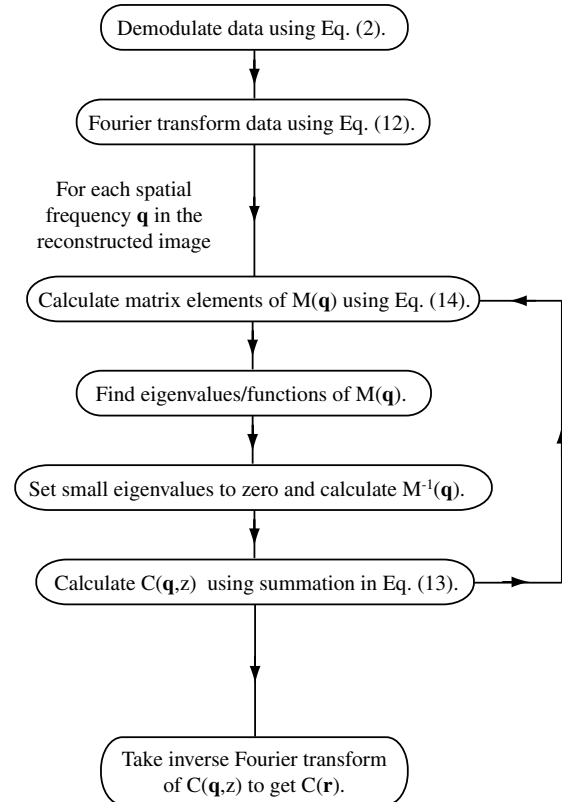 Demodulate data using Eq. (2).
Fourier transform data using Eq. (12).
For each spatial
frequency q in the
reconstructed image
Calculate matrix elements of M(q) using Eq. (14).
Find eigenvalues/functions of M(q).
Set small eigenvalues to zero and calculate M⁻¹(q).
Calculate C(q,z) using summation in Eq. (13).
Take inverse Fourier transform
of C(q,z) to get C(r).